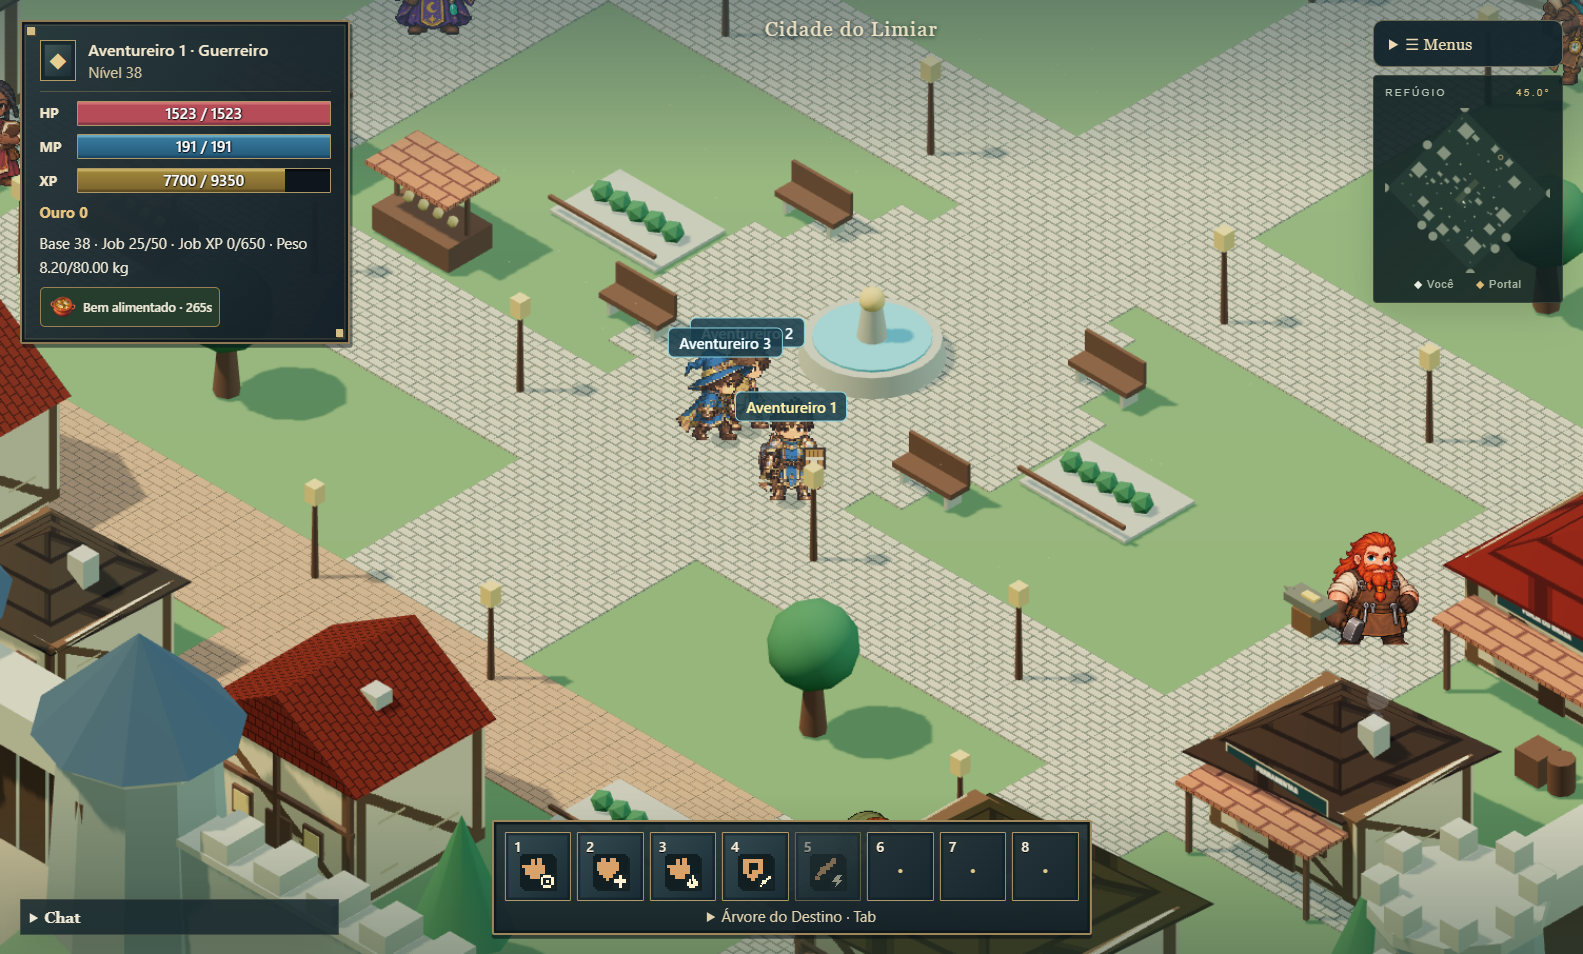 Cidade do Limiar
Aventureiro 1 · Guerreiro
Nível 38
HP 1523 / 1523
MP 191 / 191
XP 7700 / 9350
Ouro 0
Base 38 · Job 25/50 · Job XP 0/650 · Peso
8.20/80.00 kg
Bem alimentado · 265s
☰ Menus
REFÚGIO 45.0°
Você Portal
Aventureiro 2
Aventureiro 3
Aventureiro 1
1 2 3 4 5 6 7 8
Árvore do Destino · Tab
Chat